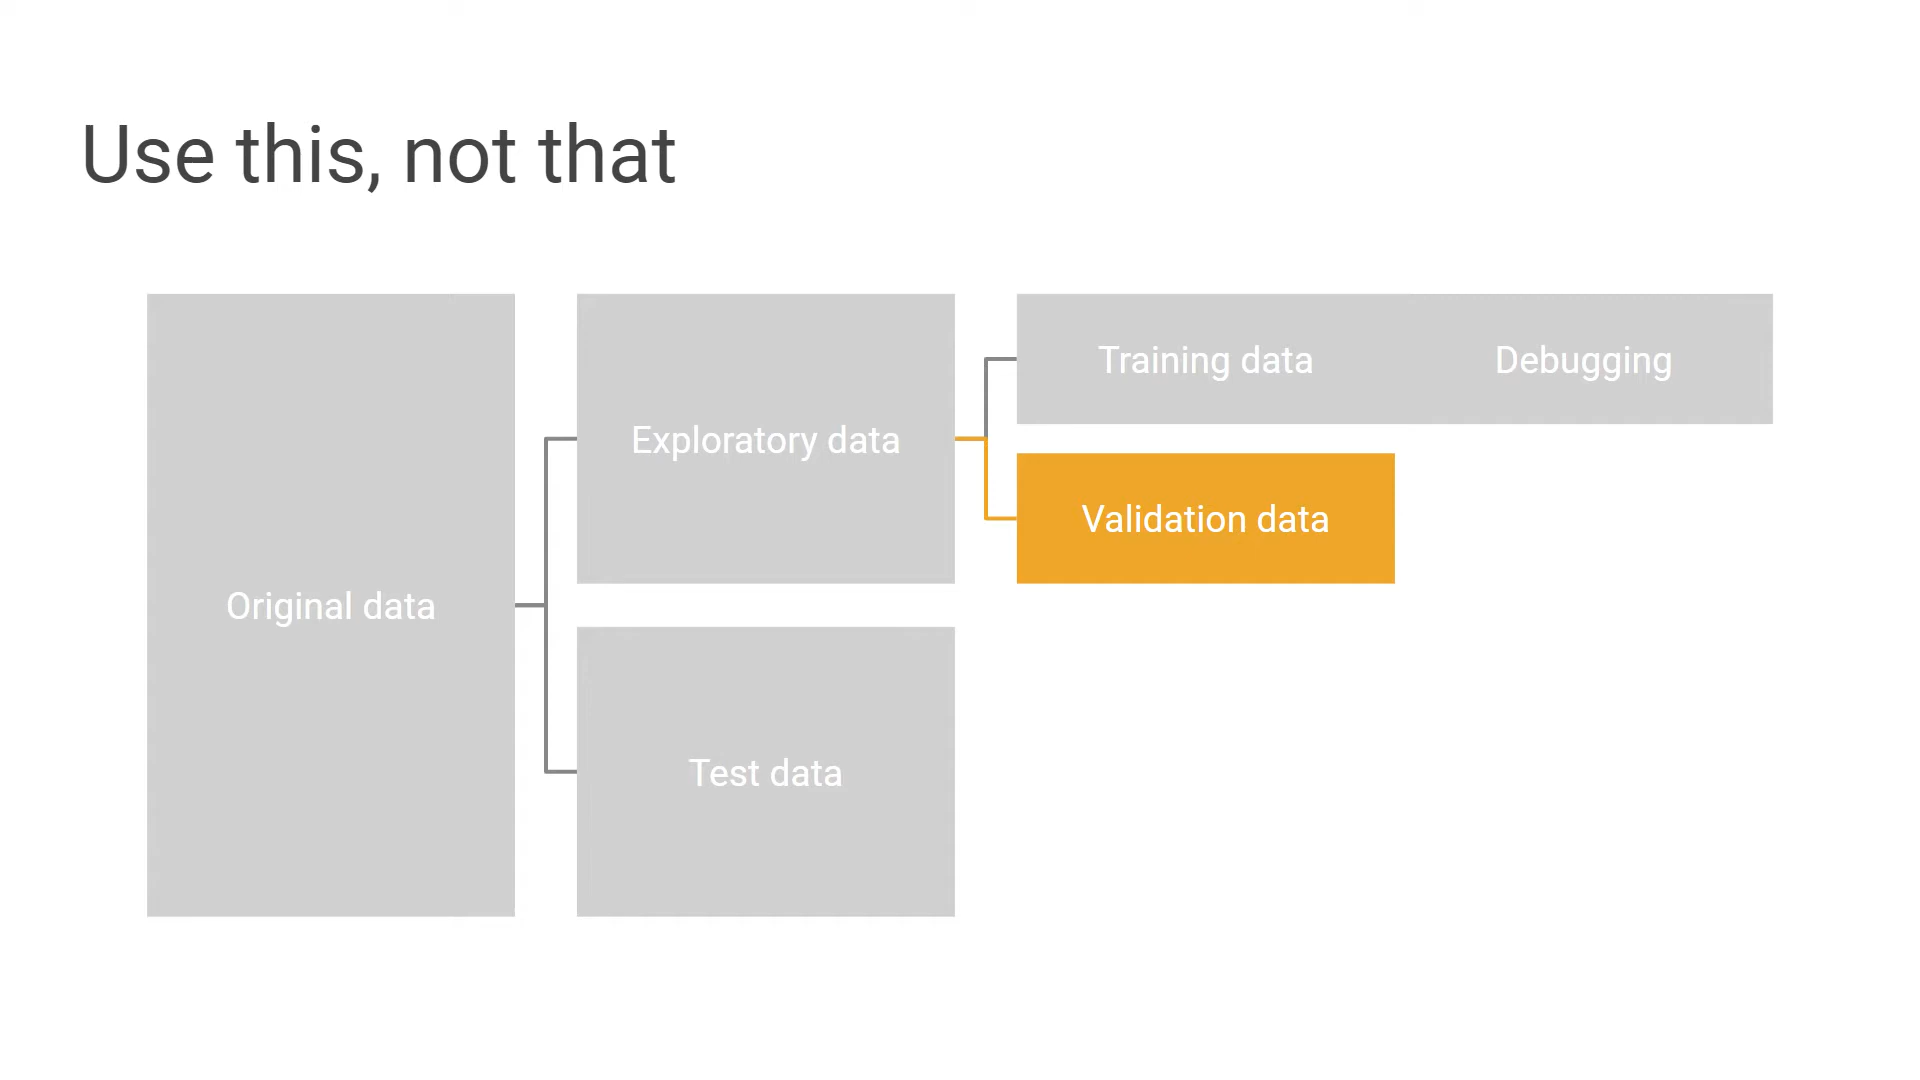 Use this, not that
Original data
Exploratory data
Test data
Training data
Debugging
Validation data